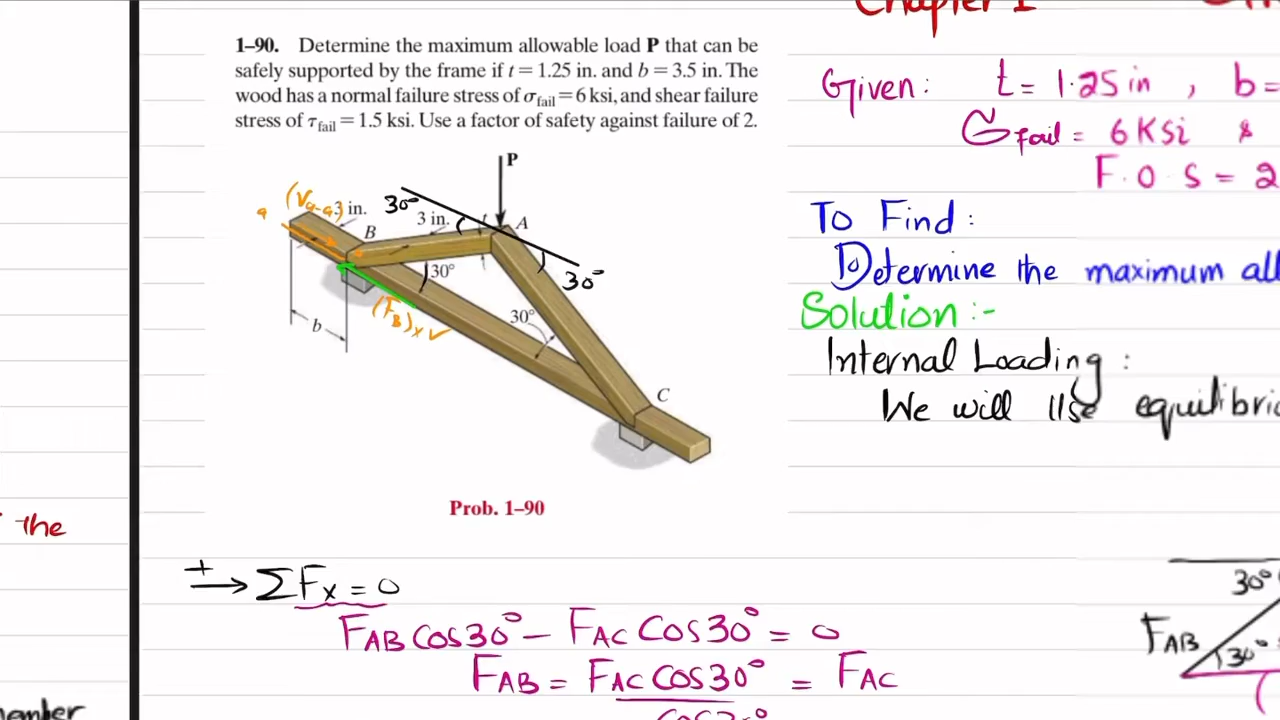 Chapter 1
1–90. Determine the maximum allowable load P that can be
safely supported by the frame if t = 1.25 in. and b = 3.5 in. The
wood has a normal failure stress of σfail = 6 ksi, and shear failure
stress of τfail = 1.5 ksi. Use a factor of safety against failure of 2.
P
(Va-a)
a
3 in.
30°
3 in.
t
A
B
30°
30°
(FB)x ✓
30°
b
C
Prob. 1–90
Given: t = 1.25 in , b =
σfail = 6 Ksi &
F.O S = 2
To Find :
Determine the maximum all
Solution :-
Internal Loading :
We will Use equilibri
the
+→ ΣFx = 0
FAB Cos30° – FAC Cos30° = 0
FAB = FAC Cos30° = FAC
Cos30°
30°
FAB
30°
member